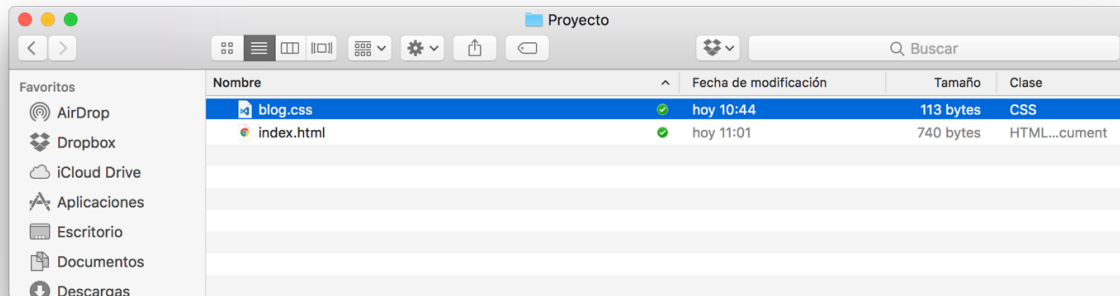 Proyecto
Buscar
Favoritos
AirDrop
Dropbox
iCloud Drive
Aplicaciones
Escritorio
Documentos
Descargas
Nombre Fecha de modificación Tamaño Clase
blog.css hoy 10:44 113 bytes CSS
index.html hoy 11:01 740 bytes HTML...cument